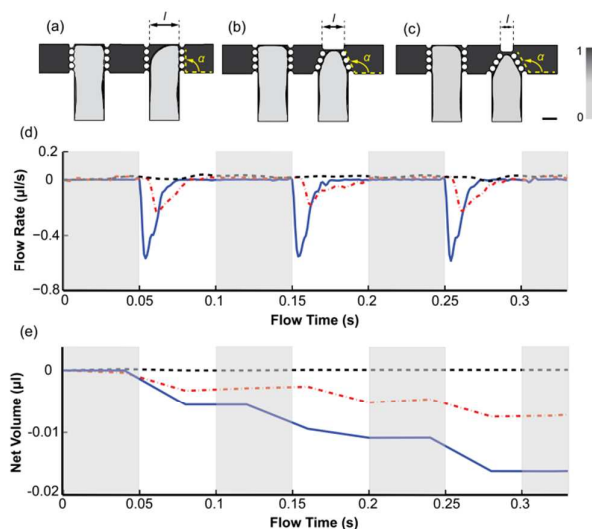 (a) l α
(b) l α
(c) l α
1
0
(d)
0.2
0
-0.4
-0.8
Flow Rate (µl/s)
0 0.05 0.1 0.15 0.2 0.25 0.3
Flow Time (s)
(e)
0
-0.01
-0.02
Net Volume (µl)
0 0.05 0.1 0.15 0.2 0.25 0.3
Flow Time (s)